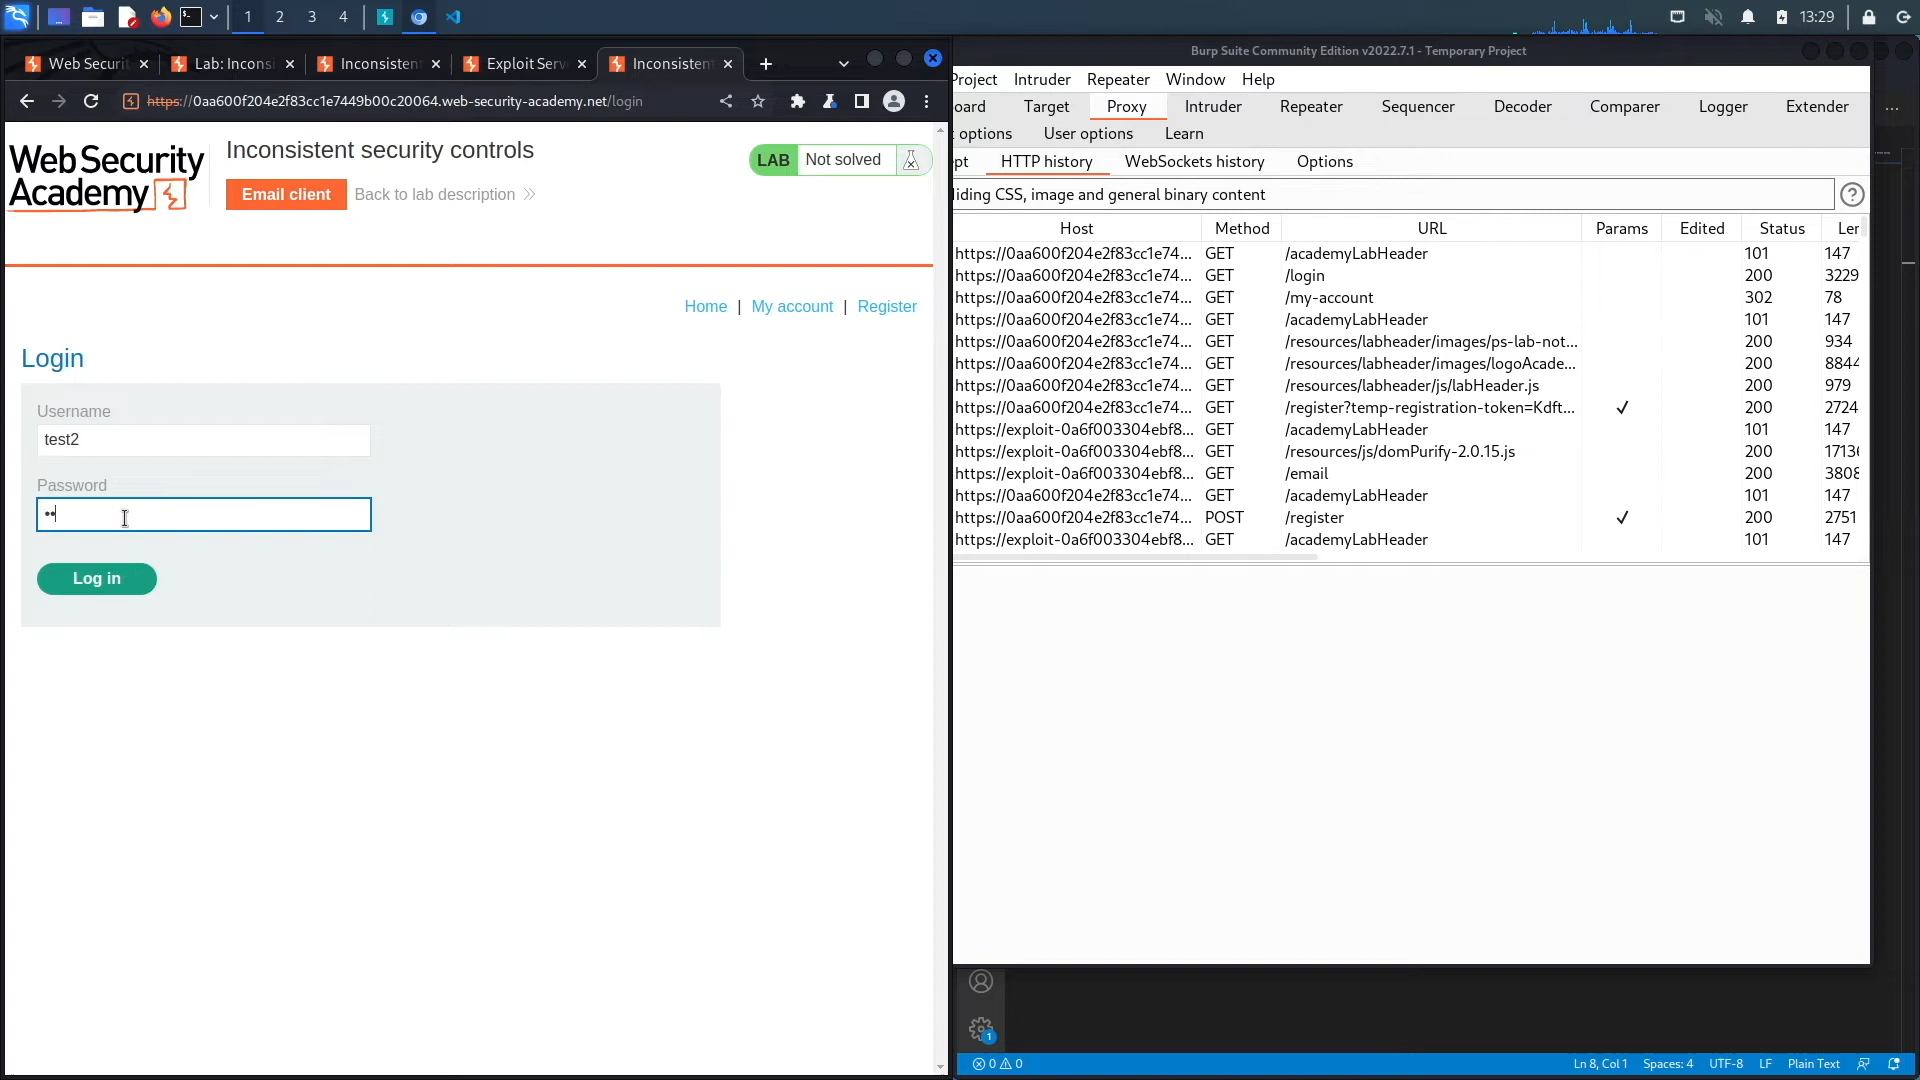 1 2 3 4 13:29
Web Securit Lab: Incons Inconsisten Exploit Serv Inconsisten
https://0aa600f204e2f83cc1e7449b00c20064.web-security-academy.net/login
Web Security
Academy
Inconsistent security controls
Email client Back to lab description
LAB Not solved
Home | My account | Register
Login
Username
test2
Password
••
Log in
Burp Suite Community Edition v2022.7.1 - Temporary Project
Project Intruder Repeater Window Help
board Target Proxy Intruder Repeater Sequencer Decoder Comparer Logger Extender
t options User options Learn
ept HTTP history WebSockets history Options
iding CSS, image and general binary content ?
Host Method URL Params Edited Status Ler
https://0aa600f204e2f83cc1e74... GET /academyLabHeader 101 147
https://0aa600f204e2f83cc1e74... GET /login 200 3229
https://0aa600f204e2f83cc1e74... GET /my-account 302 78
https://0aa600f204e2f83cc1e74... GET /academyLabHeader 101 147
https://0aa600f204e2f83cc1e74... GET /resources/labheader/images/ps-lab-not... 200 934
https://0aa600f204e2f83cc1e74... GET /resources/labheader/images/logoAcade... 200 8844
https://0aa600f204e2f83cc1e74... GET /resources/labheader/js/labHeader.js 200 979
https://0aa600f204e2f83cc1e74... GET /register?temp-registration-token=Kdft... ✓ 200 2724
https://exploit-0a6f003304ebf8... GET /academyLabHeader 101 147
https://exploit-0a6f003304ebf8... GET /resources/js/domPurify-2.0.15.js 200 1713
https://exploit-0a6f003304ebf8... GET /email 200 3808
https://0aa600f204e2f83cc1e74... GET /academyLabHeader 101 147
https://0aa600f204e2f83cc1e74... POST /register ✓ 200 2751
https://exploit-0a6f003304ebf8... GET /academyLabHeader 101 147
1
0 0 Ln 8, Col 1 Spaces: 4 UTF-8 LF Plain Text